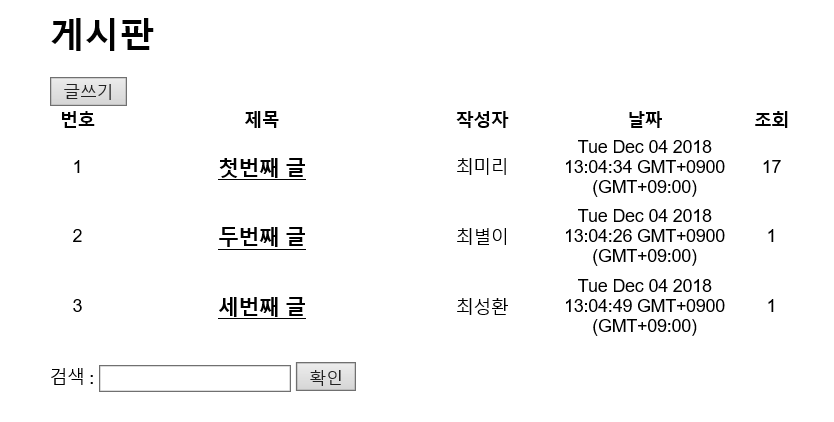 게시판
글쓰기
번호 제목 작성자 날짜 조회
Tue Dec 04 2018
1 첫번째 글 최미리 13:04:34 GMT+0900 17
(GMT+09:00)
Tue Dec 04 2018
2 두번째 글 최별이 13:04:26 GMT+0900 1
(GMT+09:00)
Tue Dec 04 2018
3 세번째 글 최성환 13:04:49 GMT+0900 1
(GMT+09:00)
검색 : 확인